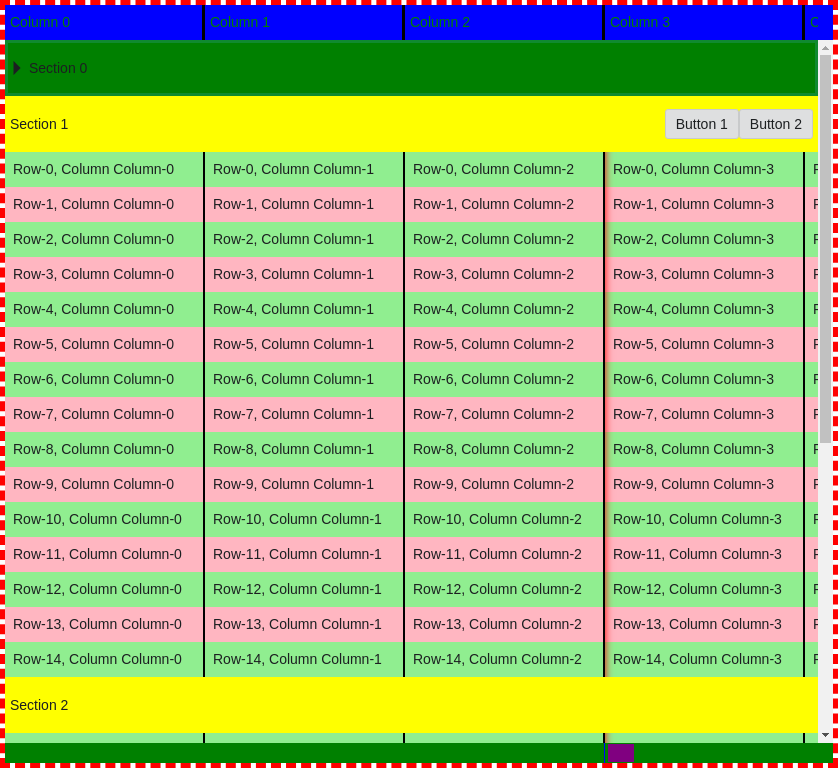 Column 0 Column 1 Column 2 Column 3
Section 0
Section 1 Button 1 Button 2
Row-0, Column Column-0 Row-0, Column Column-1 Row-0, Column Column-2 Row-0, Column Column-3
Row-1, Column Column-0 Row-1, Column Column-1 Row-1, Column Column-2 Row-1, Column Column-3
Row-2, Column Column-0 Row-2, Column Column-1 Row-2, Column Column-2 Row-2, Column Column-3
Row-3, Column Column-0 Row-3, Column Column-1 Row-3, Column Column-2 Row-3, Column Column-3
Row-4, Column Column-0 Row-4, Column Column-1 Row-4, Column Column-2 Row-4, Column Column-3
Row-5, Column Column-0 Row-5, Column Column-1 Row-5, Column Column-2 Row-5, Column Column-3
Row-6, Column Column-0 Row-6, Column Column-1 Row-6, Column Column-2 Row-6, Column Column-3
Row-7, Column Column-0 Row-7, Column Column-1 Row-7, Column Column-2 Row-7, Column Column-3
Row-8, Column Column-0 Row-8, Column Column-1 Row-8, Column Column-2 Row-8, Column Column-3
Row-9, Column Column-0 Row-9, Column Column-1 Row-9, Column Column-2 Row-9, Column Column-3
Row-10, Column Column-0 Row-10, Column Column-1 Row-10, Column Column-2 Row-10, Column Column-3
Row-11, Column Column-0 Row-11, Column Column-1 Row-11, Column Column-2 Row-11, Column Column-3
Row-12, Column Column-0 Row-12, Column Column-1 Row-12, Column Column-2 Row-12, Column Column-3
Row-13, Column Column-0 Row-13, Column Column-1 Row-13, Column Column-2 Row-13, Column Column-3
Row-14, Column Column-0 Row-14, Column Column-1 Row-14, Column Column-2 Row-14, Column Column-3
Section 2